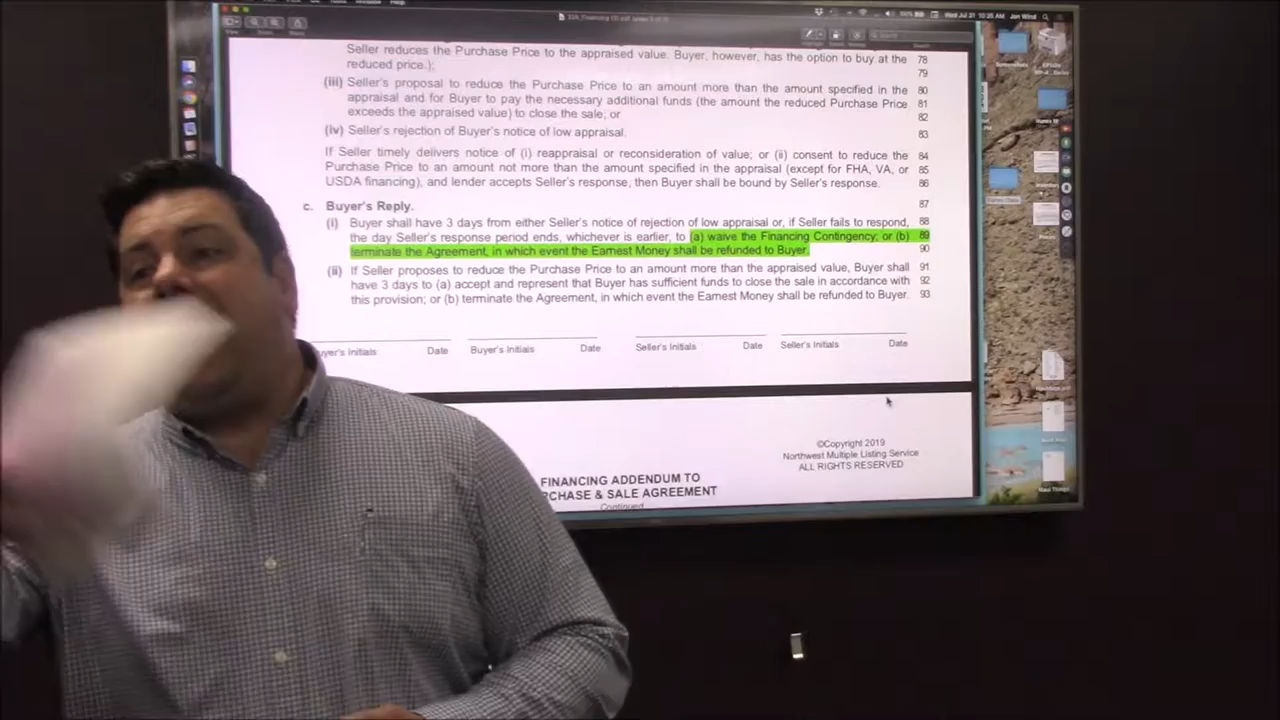 Wed Jul 21 10:25 AM Jon Wind
Seller reduces the Purchase Price to the appraised value. Buyer, however, has the option to buy at the 78
reduced price.); 79
(iii) Seller's proposal to reduce the Purchase Price to an amount more than the amount specified in the 80
appraisal and for Buyer to pay the necessary additional funds (the amount the reduced Purchase Price 81
exceeds the appraised value) to close the sale; or 82
(iv) Seller's rejection of Buyer's notice of low appraisal. 83
If Seller timely delivers notice of (i) reappraisal or reconsideration of value; or (ii) consent to reduce the 84
Purchase Price to an amount not more than the amount specified in the appraisal (except for FHA, VA, or 85
USDA financing), and lender accepts Seller's response, then Buyer shall be bound by Seller's response. 86
c. Buyer's Reply. 87
(i) Buyer shall have 3 days from either Seller's notice of rejection of low appraisal or, if Seller fails to respond, 88
the day Seller's response period ends, whichever is earlier, to (a) waive the Financing Contingency; or (b) 89
terminate the Agreement, in which event the Earnest Money shall be refunded to Buyer. 90
(ii) If Seller proposes to reduce the Purchase Price to an amount more than the appraised value, Buyer shall 91
have 3 days to (a) accept and represent that Buyer has sufficient funds to close the sale in accordance with 92
this provision; or (b) terminate the Agreement, in which event the Earnest Money shall be refunded to Buyer. 93
yer's Initials Date Buyer's Initials Date Seller's Initials Date Seller's Initials Date
©Copyright 2019
Northwest Multiple Listing Service
ALL RIGHTS RESERVED
FINANCING ADDENDUM TO
CHASE & SALE AGREEMENT
Continued